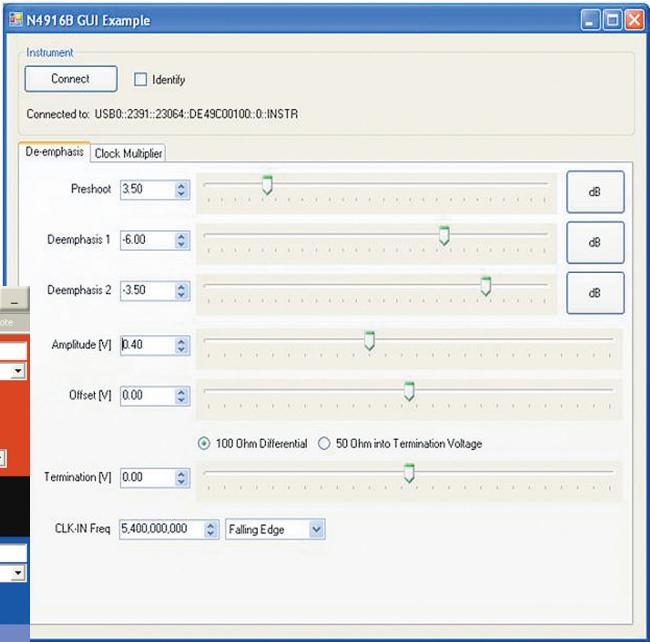 N4916B GUI Example
Instrument
Connect
Identify
Connected to: USB0::2391::23064::DE49C00100::0::INSTR
De-emphasis Clock Multiplier
Preshoot 3.50 dB
Deemphasis 1 -6.00 dB
Deemphasis 2 -3.50 dB
ote
Amplitude [V] 0.40
Offset [V] 0.00
100 Ohm Differential 50 Ohm into Termination Voltage
Termination [V] 0.00
CLK-IN Freq 5,400,000,000 Falling Edge